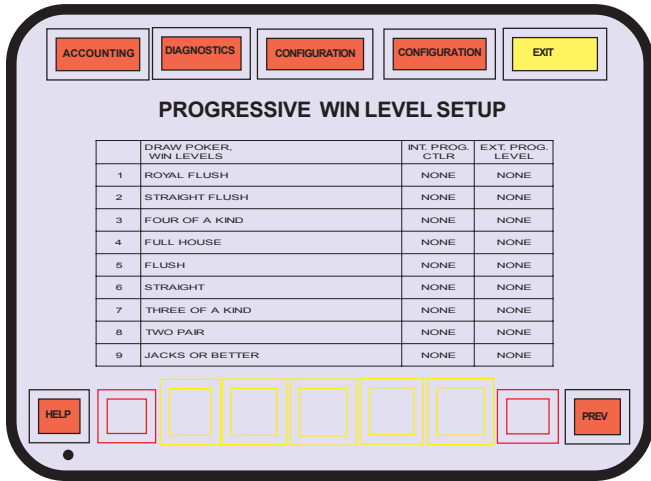 ACCOUNTING DIAGNOSTICS CONFIGURATION CONFIGURATION EXIT
PROGRESSIVE WIN LEVEL SETUP
DRAW POKER, INT. PROG. EXT. PROG.
WIN LEVELS CTLR LEVEL
1 ROYAL FLUSH NONE NONE
2 STRAIGHT FLUSH NONE NONE
3 FOUR OF A KIND NONE NONE
4 FULL HOUSE NONE NONE
5 FLUSH NONE NONE
6 STRAIGHT NONE NONE
7 THREE OF A KIND NONE NONE
8 TWO PAIR NONE NONE
9 JACKS OR BETTER NONE NONE
HELP PREV